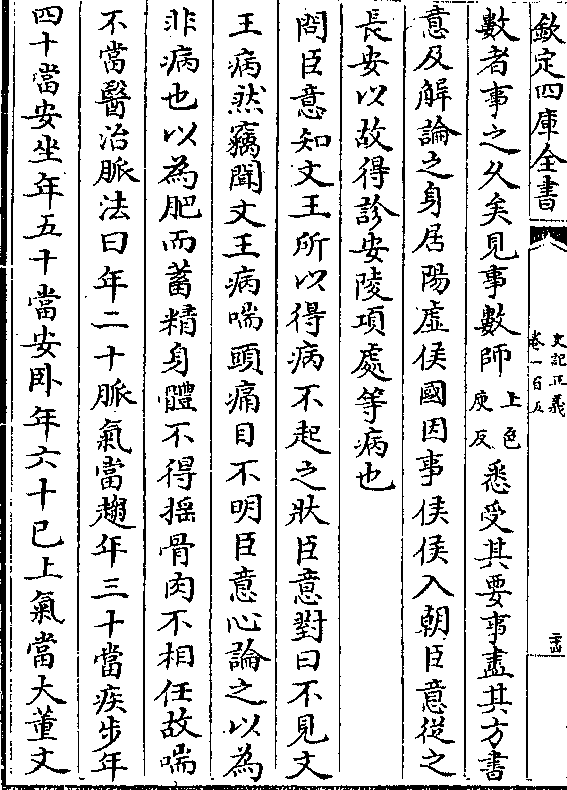 欽定四庫全書
史記正義
卷一百五
三四
數者事之久矣見事數師上色庾反悉受其要事盡其方書
意及解論之身居陽虛侯國因事侯侯入朝臣意從之
長安以故得診安陵項處等病也
問臣意知文王所以得病不起之狀臣意對曰不見文
王病然竊聞文王病喘頭痛目不明臣意心論之以為
非病也以為肥而蓄精身體不得揺骨肉不相任故喘
不當醫治脈法曰年二十脈氣當趨年三十當疾步年
四十當安坐年五十當安卧年六十已上氣當大董文